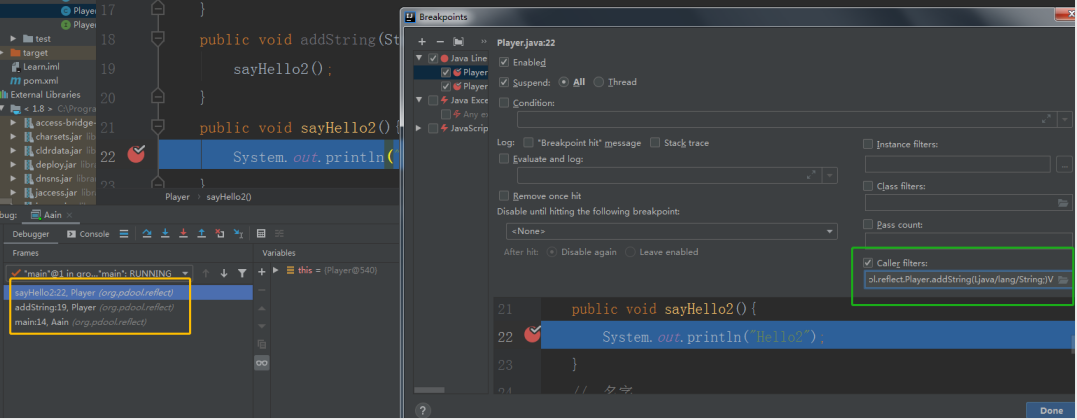 Player
Player
test
target
Learn.iml
pom.xml
External Libraries
< 1.8 > C:\Progra
access-bridge-
charsets.jar
cldrdata.jar
deploy.jar
dnsns.jar
jaccess.jar
17 }
18 public void addString(St
19 sayHello2();
20 }
21 public void sayHello2(){
22 System.out.println(
23 }
Player sayHello2()
bug: Aain
Debugger Console
Frames Variables
"main"@1 in gro..."main": RUNNING
this = {Player@540}
sayHello2:22, Player (org.pdool.reflect)
addString:19, Player (org.pdool.reflect)
main:14, Aain (org.pdool.reflect)
Breakpoints
Java Line
Player
Player
Java Exce
Any e
JavaScrip
Player.java:22
Enabled
Suspend: All Thread
Condition:
Log: "Breakpoint hit" message Stack trace
Evaluate and log:
Remove once hit
Disable until hitting the following breakpoint:
<None>
After hit: Disable again Leave enabled
Instance filters:
Class filters:
Pass count:
Caller filters:
ol.reflect.Player.addString(Ljava/lang/String;)V
21 public void sayHello2(){
22 System.out.println("Hello2");
23 }
24 // 名字
?
Done